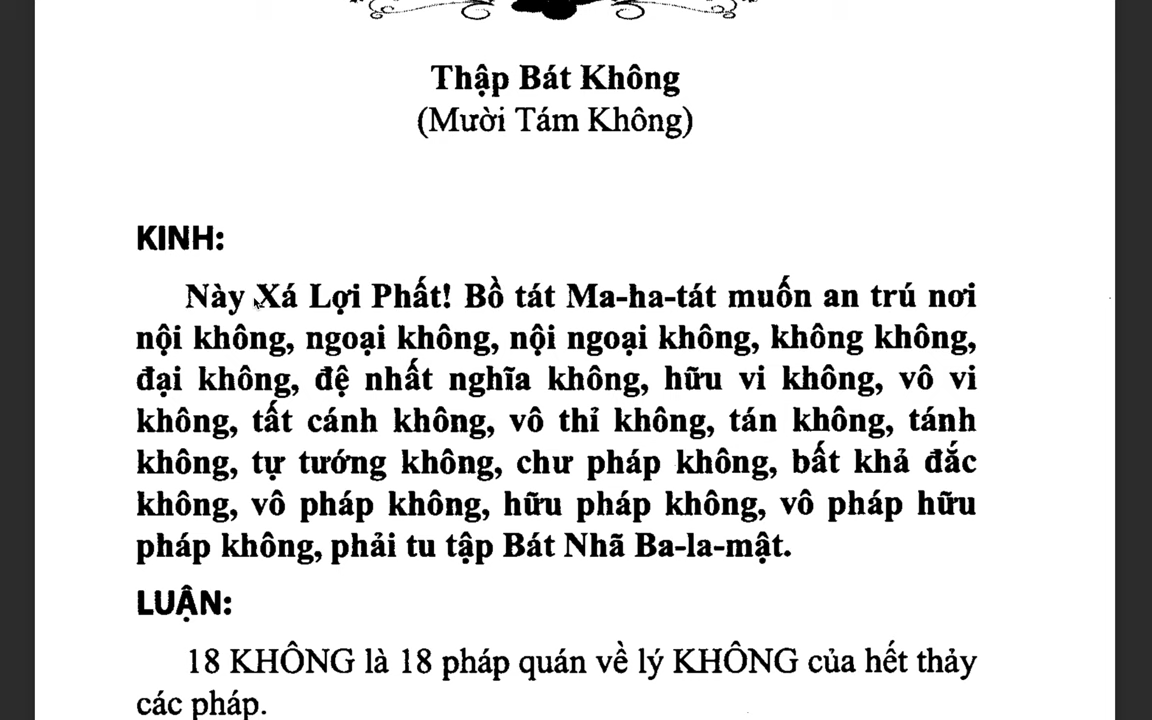 Thập Bát Không
(Mười Tám Không)
KINH:
Này Xá Lợi Phất! Bồ tát Ma-ha-tát muốn an trú nơi
nội không, ngoại không, nội ngoại không, không không,
đại không, đệ nhất nghĩa không, hữu vi không, vô vi
không, tất cánh không, vô thỉ không, tán không, tánh
không, tự tướng không, chư pháp không, bất khả đắc
không, vô pháp không, hữu pháp không, vô pháp hữu
pháp không, phải tu tập Bát Nhã Ba-la-mật.
LUẬN:
18 KHÔNG là 18 pháp quán về lý KHÔNG của hết thảy
các pháp.